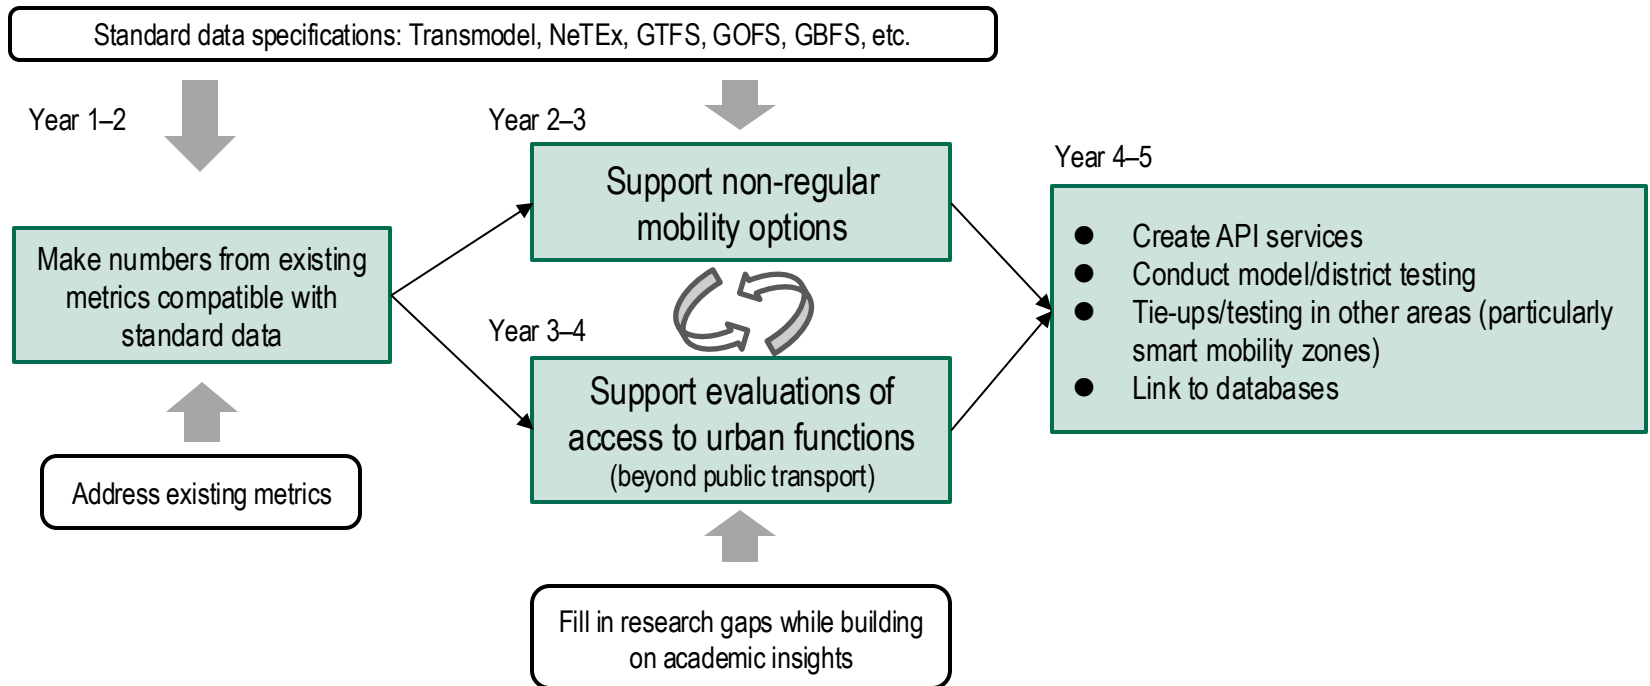 Standard data specifications: Transmodel, NeTEx, GTFS, GOFS, GBFS, etc.
Year 1–2
Make numbers from existing
metrics compatible with
standard data
Address existing metrics
Year 2–3
Support non-regular
mobility options
Year 3–4
Support evaluations of
access to urban functions
(beyond public transport)
Fill in research gaps while building
on academic insights
Year 4–5
● Create API services
● Conduct model/district testing
● Tie-ups/testing in other areas (particularly
smart mobility zones)
● Link to databases